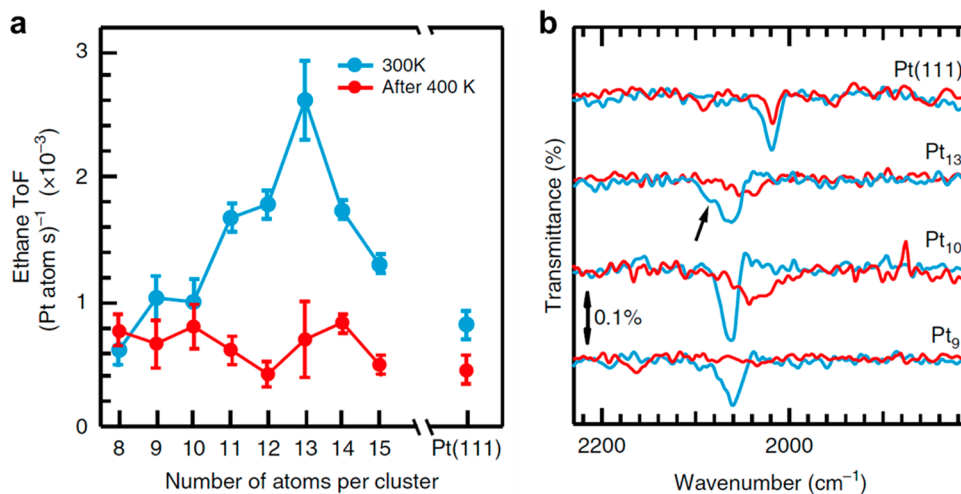 a
Ethane ToF
(Pt atom s)⁻¹ (×10⁻³)
3
2
1
0
300K
After 400 K
8 9 10 11 12 13 14 15 Pt(111)
Number of atoms per cluster
b
Transmittance (%)
Pt(111)
Pt₁₃
Pt₁₀
0.1%
Pt₉
2200 2000
Wavenumber (cm⁻¹)